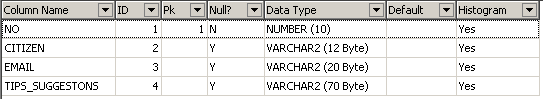 Column Name ID Pk Null? Data Type Default Histogram
NO 1 1 N NUMBER (10) Yes
CITIZEN 2 Y VARCHAR2 (12 Byte) Yes
EMAIL 3 Y VARCHAR2 (20 Byte) Yes
TIPS_SUGGESTONS 4 Y VARCHAR2 (70 Byte) Yes